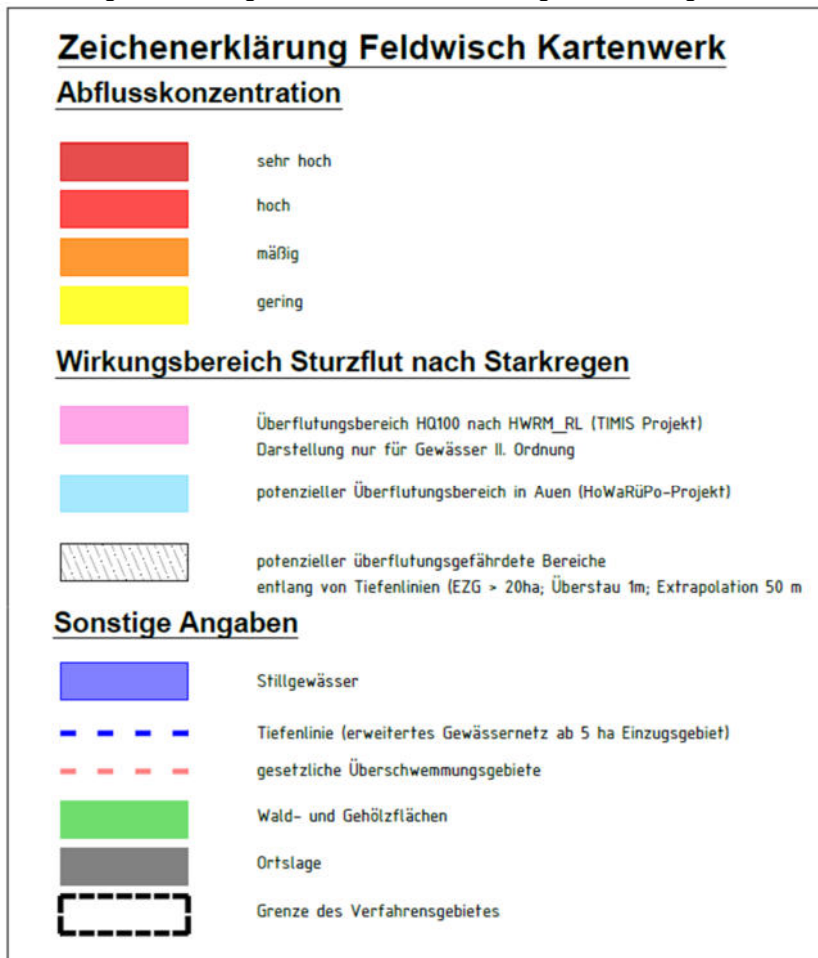 Zeichenerklärung Feldwisch Kartenwerk
Abflusskonzentration
sehr hoch
hoch
mäßig
gering
Wirkungsbereich Sturzflut nach Starkregen
Überflutungsbereich HQ100 nach HWRM_RL (TIMIS Projekt)
Darstellung nur für Gewässer II. Ordnung
potenzieller Überflutungsbereich in Auen (HoWaRüPo-Projekt)
potenzieller überflutungsgefährdete Bereiche
entlang von Tiefenlinien (EZG > 20ha; Überstau 1m; Extrapolation 50 m
Sonstige Angaben
Stillgewässer
Tiefenlinie (erweitertes Gewässernetz ab 5 ha Einzugsgebiet)
gesetzliche Überschwemmungsgebiete
Wald- und Gehölzflächen
Ortslage
Grenze des Verfahrensgebietes